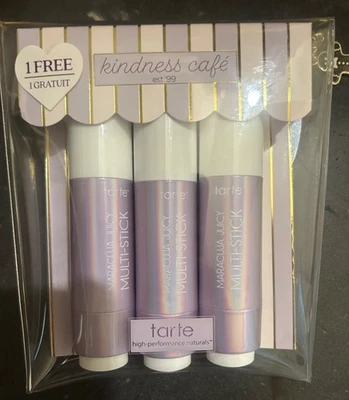 1 FREE
1 GRATUIT
kindness café
est '99
tarte
MARACUJA JUICY
MULTI-STICK
tarte
MARACUJA JUICY
MULTI-STICK
tarte
MARACUJA JUICY
MULTI-STICK
tarte
high-performance naturals™